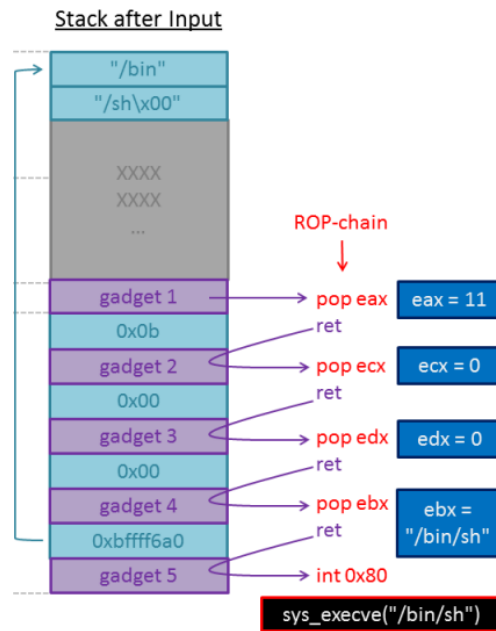 Stack after Input
"/bin"
"/sh\x00"
XXXX
XXXX
...
ROP-chain
gadget 1
pop eax
eax = 11
0x0b
ret
gadget 2
pop ecx
ecx = 0
0x00
ret
gadget 3
pop edx
edx = 0
0x00
ret
gadget 4
pop ebx
ebx =
"/bin/sh"
0xbffff6a0
ret
gadget 5
int 0x80
sys_execve("/bin/sh")